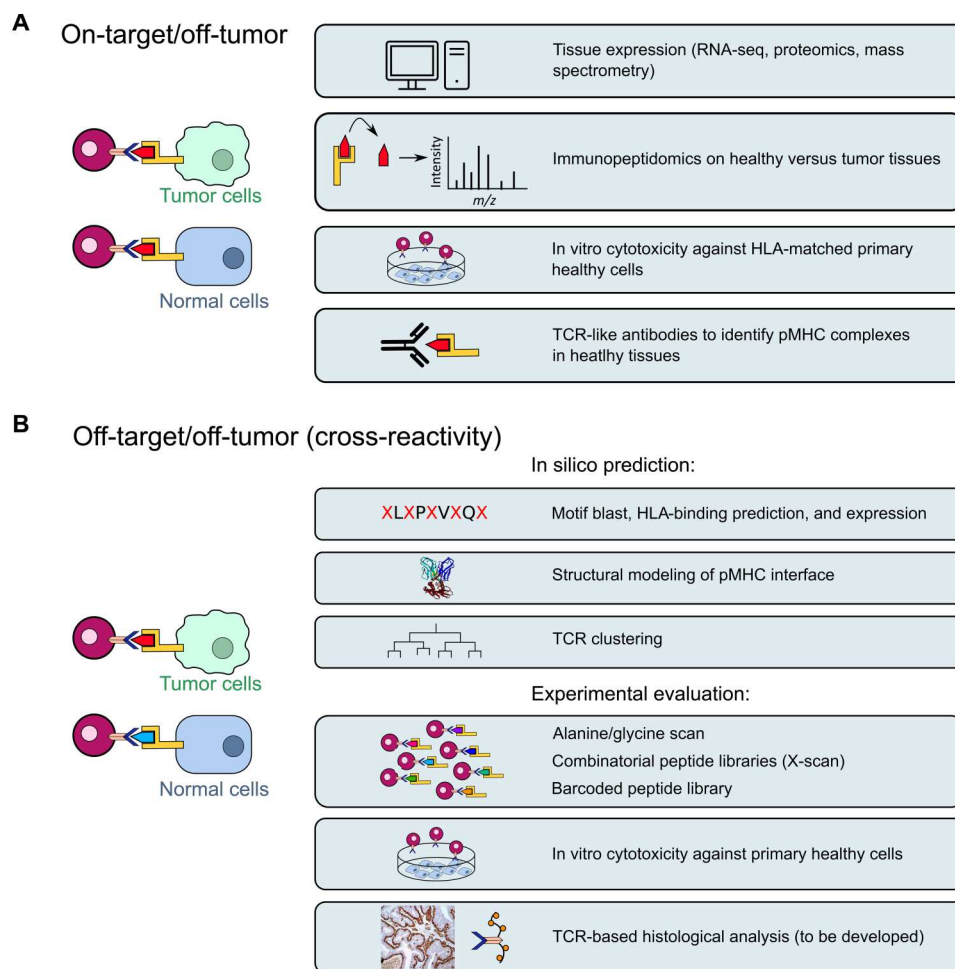 A
On-target/off-tumor
Tissue expression (RNA-seq, proteomics, mass
spectrometry)
Tumor cells
Intensity
m/z
Immunopeptidomics on healthy versus tumor tissues
Normal cells
In vitro cytotoxicity against HLA-matched primary
healthy cells
TCR-like antibodies to identify pMHC complexes
in heatlhy tissues
B
Off-target/off-tumor (cross-reactivity)
In silico prediction:
XLXPXVXQX
Motif blast, HLA-binding prediction, and expression
Structural modeling of pMHC interface
TCR clustering
Tumor cells
Normal cells
Experimental evaluation:
Alanine/glycine scan
Combinatorial peptide libraries (X-scan)
Barcoded peptide library
In vitro cytotoxicity against primary healthy cells
TCR-based histological analysis (to be developed)